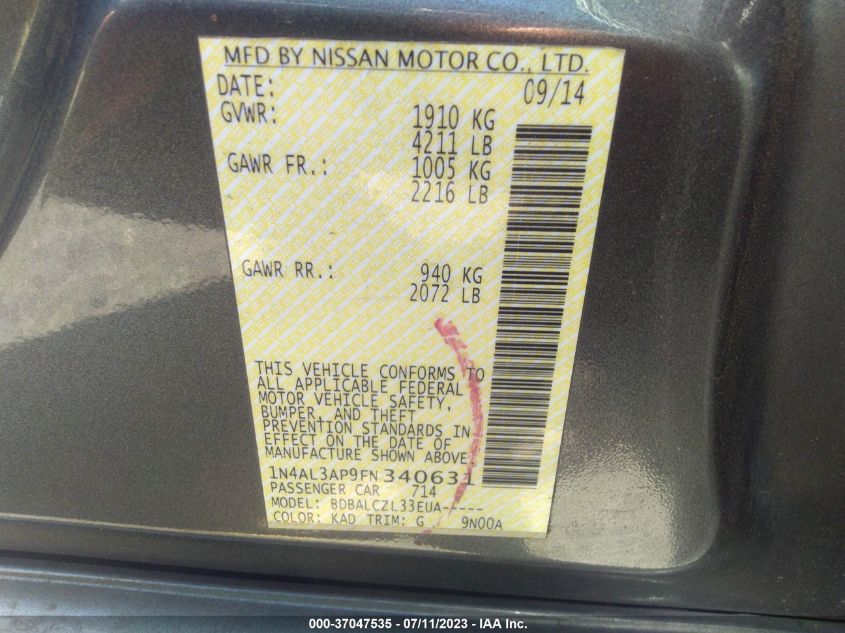 MFD BY NISSAN MOTOR CO., LTD.
DATE: 09/14
GVWR: 1910 KG
4211 LB
GAWR FR.: 1005 KG
2216 LB
GAWR RR.: 940 KG
2072 LB
THIS VEHICLE CONFORMS TO
ALL APPLICABLE FEDERAL
MOTOR VEHICLE SAFETY,
BUMPER, AND THEFT
PREVENTION STANDARDS IN
EFFECT ON THE DATE OF
MANUFACTURE SHOWN ABOVE
1N4AL3AP9FN340631
PASSENGER CAR 714
MODEL: BDBALCZL33EUA-----
COLOR: KAD TRIM: G 9N00A
000-37047535 - 07/11/2023 - IAA Inc.